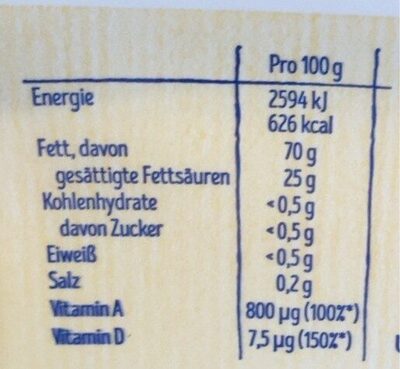 Pro 100 g
Energie 2594 kJ
626 kcal
Fett, davon 70 g
gesättigte Fettsäuren 25 g
Kohlenhydrate <0,5 g
davon Zucker <0,5 g
Eiweiß <0,5 g
Salz 0,2 g
Vitamin A 800 µg (100%*)
Vitamin D 7,5 µg (150%*)